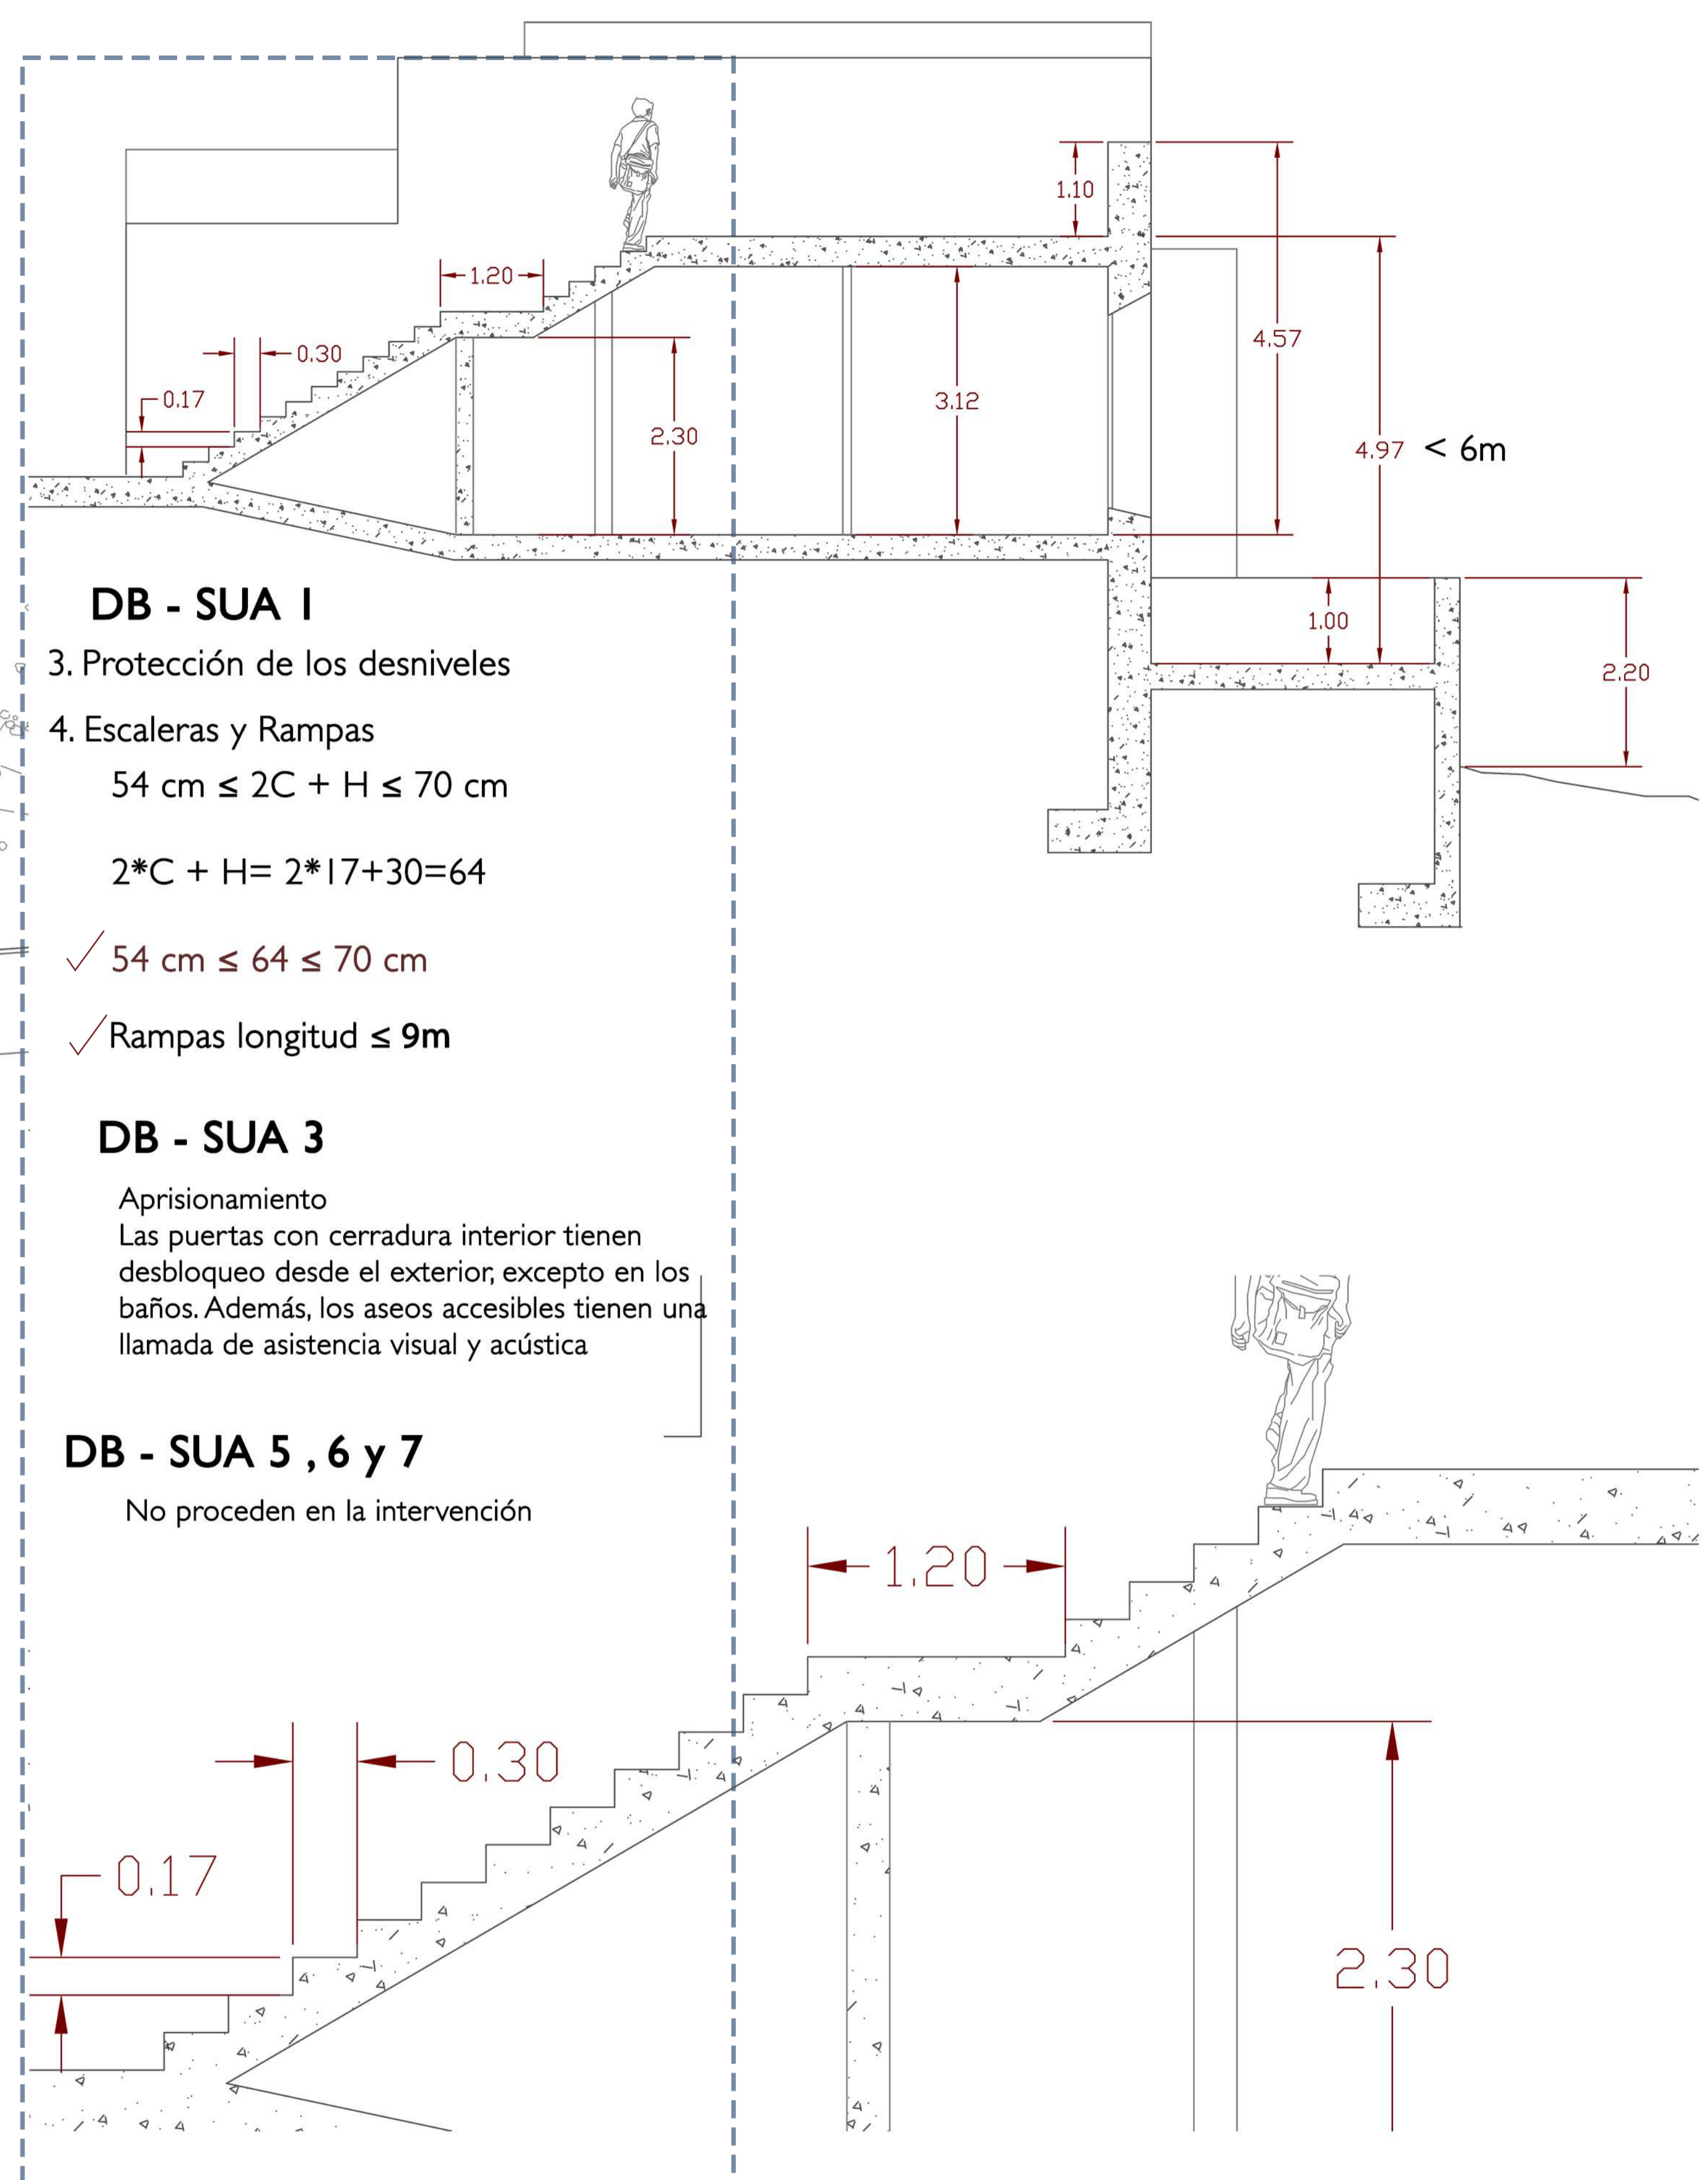 1.10
1.20
4.57
0.30
0.17
3.12
2.30
4.97 < 6m
DB - SUA 1
1.00
3. Protección de los desniveles
2.20
4. Escaleras y Rampas
54 cm ≤ 2C + H ≤ 70 cm
2*C + H= 2*17+30=64
54 cm ≤ 64 ≤ 70 cm
Rampas longitud ≤ 9m
DB - SUA 3
Aprisionamiento
Las puertas con cerradura interior tienen
desbloqueo desde el exterior, excepto en los
baños. Además, los aseos accesibles tienen una
llamada de asistencia visual y acústica
DB - SUA 5 , 6 y 7
No proceden en la intervención
1.20
0.30
0.17
2.30